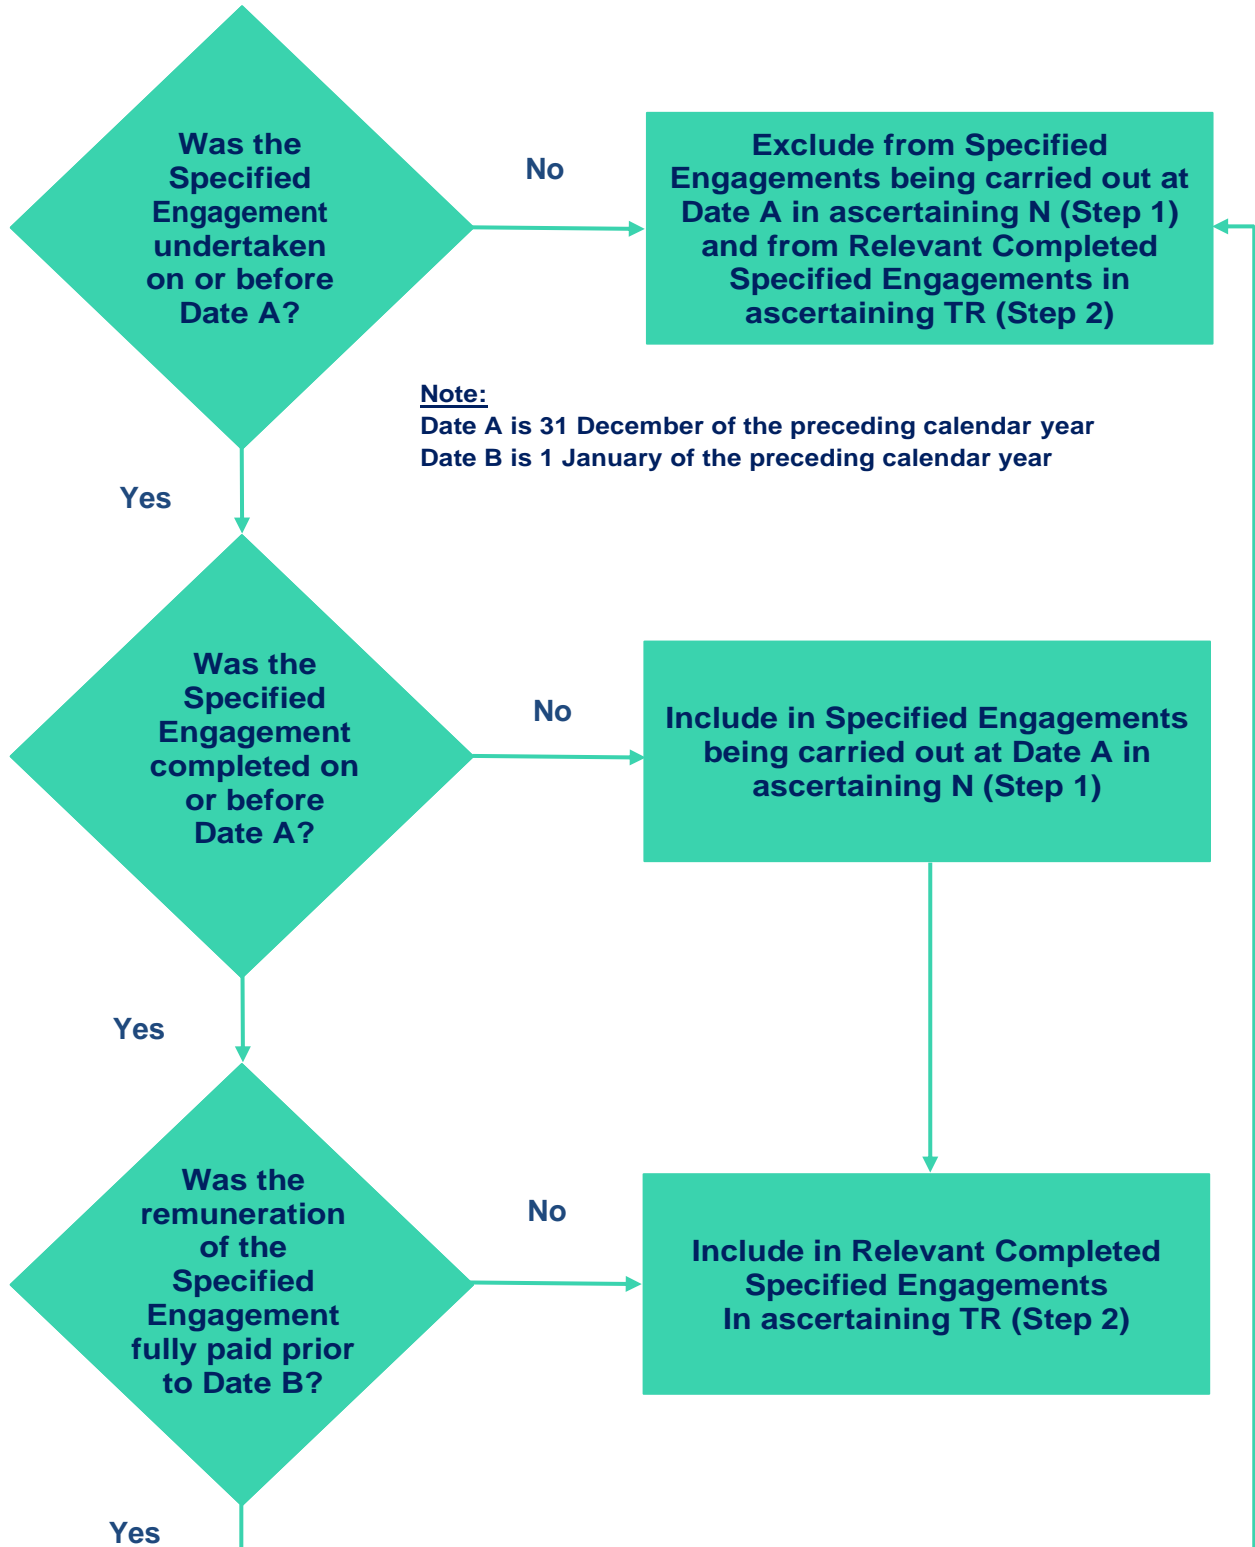 Was the
Specified
Engagement
undertaken
on or before
Date A?
No
Exclude from Specified
Engagements being carried out at
Date A in ascertaining N (Step 1)
and from Relevant Completed
Specified Engagements in
ascertaining TR (Step 2)
Note:
Date A is 31 December of the preceding calendar year
Date B is 1 January of the preceding calendar year
Yes
Was the
Specified
Engagement
completed on
or before
Date A?
No
Include in Specified Engagements
being carried out at Date A in
ascertaining N (Step 1)
Yes
Was the
remuneration
of the
Specified
Engagement
fully paid prior
to Date B?
No
Include in Relevant Completed
Specified Engagements
In ascertaining TR (Step 2)
Yes